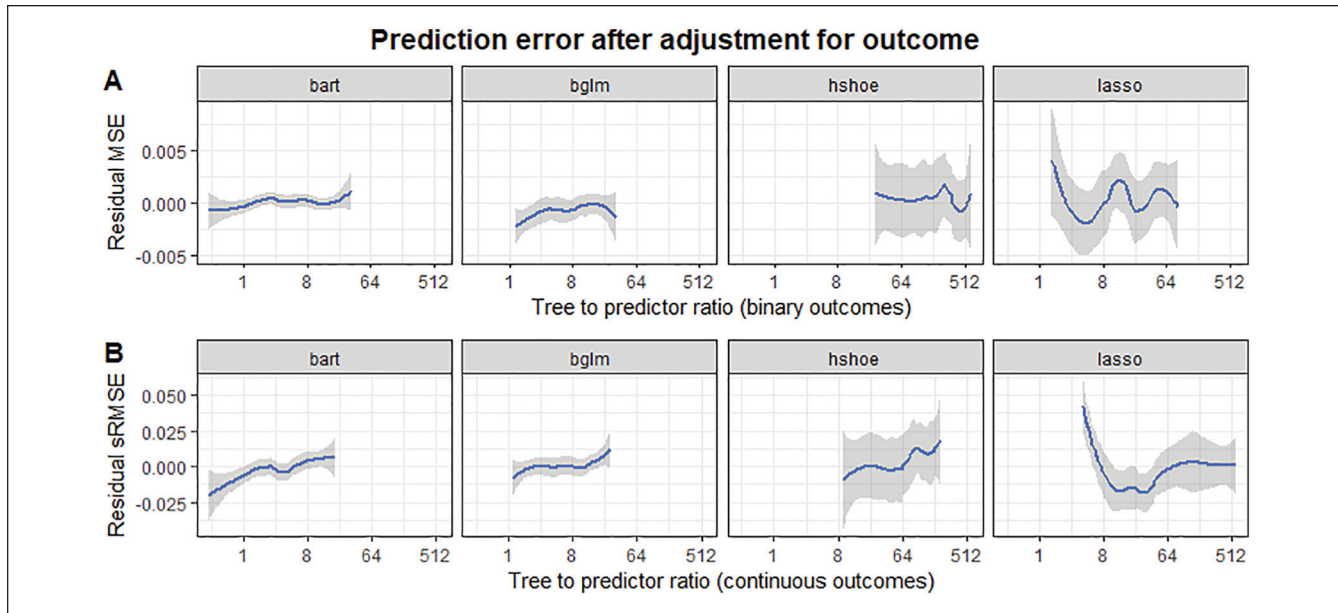 Prediction error after adjustment for outcome
A
bart bglm hshoe lasso
Residual MSE
0.005
0.000
-0.005
1 8 64 512 1 8 64 512 1 8 64 512 1 8 64 512
Tree to predictor ratio (binary outcomes)
B
bart bglm hshoe lasso
Residual sRMSE
0.050
0.025
0.000
-0.025
1 8 64 512 1 8 64 512 1 8 64 512 1 8 64 512
Tree to predictor ratio (continuous outcomes)